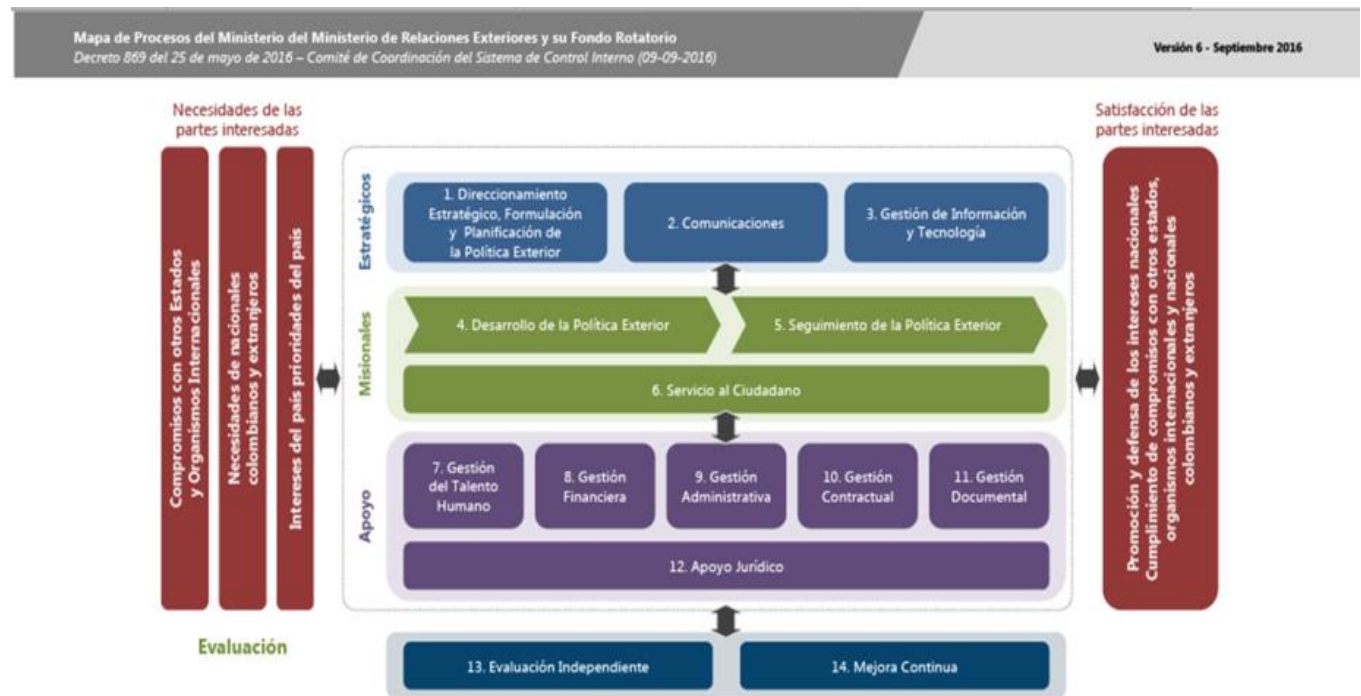 Mapa de Procesos del Ministerio del Ministerio de Relaciones Exteriores y su Fondo Rotatorio
Decreto 869 del 25 de mayo de 2016 – Comité de Coordinación del Sistema de Control Interno (09-09-2016)
Versión 6 - Septiembre 2016
Necesidades de las
partes interesadas
Compromisos con otros Estados
y Organismos Internacionales
Necesidades de nacionales
colombianos y extranjeros
Intereses del país prioridades del país
Estratégicos
1. Direccionamiento
Estratégico, Formulación
y Planificación de
la Política Exterior
2. Comunicaciones
3. Gestión de Información
y Tecnología
Misionales
4. Desarrollo de la Política Exterior
5. Seguimiento de la Política Exterior
6. Servicio al Ciudadano
Apoyo
7. Gestión
del Talento
Humano
8. Gestión
Financiera
9. Gestión
Administrativa
10. Gestión
Contractual
11. Gestión
Documental
12. Apoyo Jurídico
Satisfacción de las
partes interesadas
Promoción y defensa de los intereses nacionales
Cumplimiento de compromisos con otros estados,
organismos internacionales y nacionales
colombianos y extranjeros
Evaluación
13. Evaluación Independiente
14. Mejora Continua